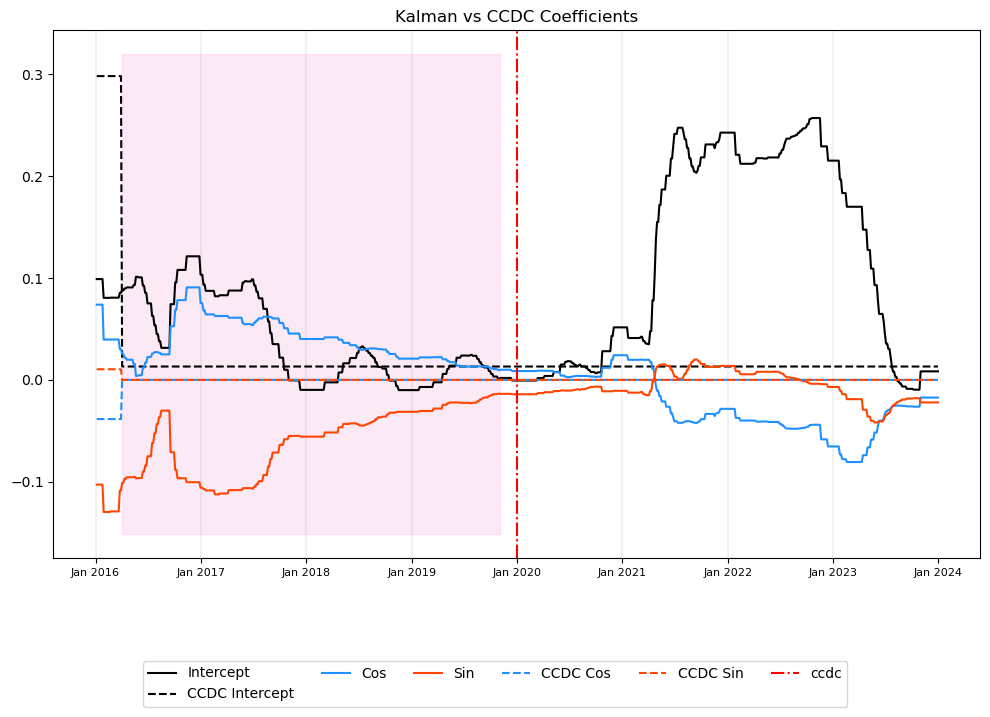 Kalman vs CCDC Coefficients
0.3
0.2
0.1
0.0
−0.1
Jan 2016 Jan 2017 Jan 2018 Jan 2019 Jan 2020 Jan 2021 Jan 2022 Jan 2023 Jan 2024
Intercept Cos Sin CCDC Cos CCDC Sin ccdc
CCDC Intercept